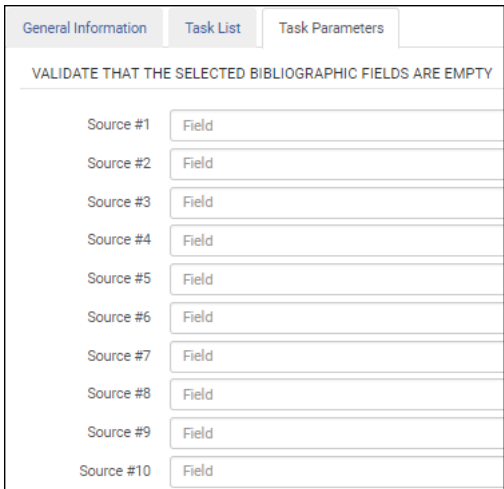 General Information Task List Task Parameters
VALIDATE THAT THE SELECTED BIBLIOGRAPHIC FIELDS ARE EMPTY
Source #1 Field
Source #2 Field
Source #3 Field
Source #4 Field
Source #5 Field
Source #6 Field
Source #7 Field
Source #8 Field
Source #9 Field
Source #10 Field